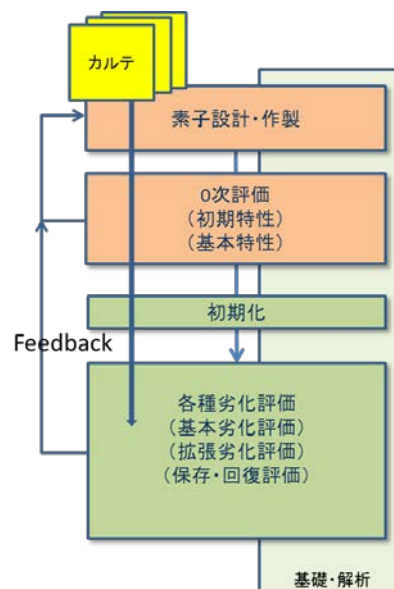 カルテ
素子設計・作製
0次評価
（初期特性）
（基本特性）
初期化
Feedback
各種劣化評価
（基本劣化評価）
（拡張劣化評価）
（保存・回復評価）
基礎・解析